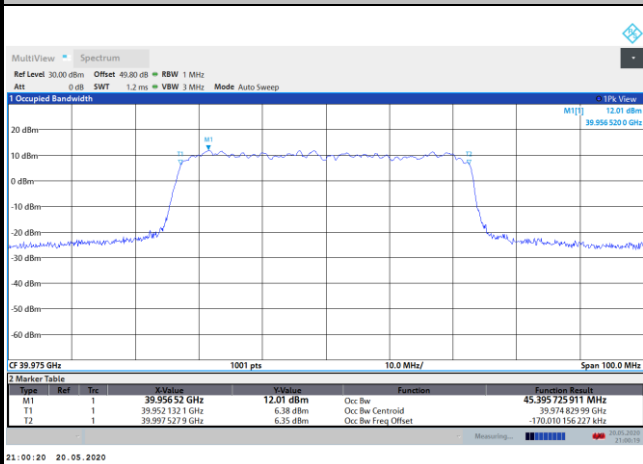 MultiView Spectrum
Ref Level 30.00 dBm Offset 49.80 dB RBW 1 MHz
Att 0 dB SWT 1.2 ms VBW 3 MHz Mode Auto Sweep
1 Occupied Bandwidth 1Pk View
M1[1] 12.01 dBm
39.956 520 0 GHz
20 dBm
M1
T1 T2
10 dBm
0 dBm
-10 dBm
-20 dBm
-30 dBm
-40 dBm
-50 dBm
-60 dBm
CF 39.975 GHz 1001 pts 10.0 MHz/ Span 100.0 MHz
2 Marker Table
Type Ref Trc X-Value Y-Value Function Function Result
M1 1 39.956 52 GHz 12.01 dBm Occ Bw 45.395 725 911 MHz
T1 1 39.952 132 1 GHz 6.38 dBm Occ Bw Centroid 39.974 829 99 GHz
T2 1 39.997 527 9 GHz 6.35 dBm Occ Bw Freq Offset -170.010 156 227 kHz
Measuring... 20.05.2020
21:00:19
21:00:20 20.05.2020